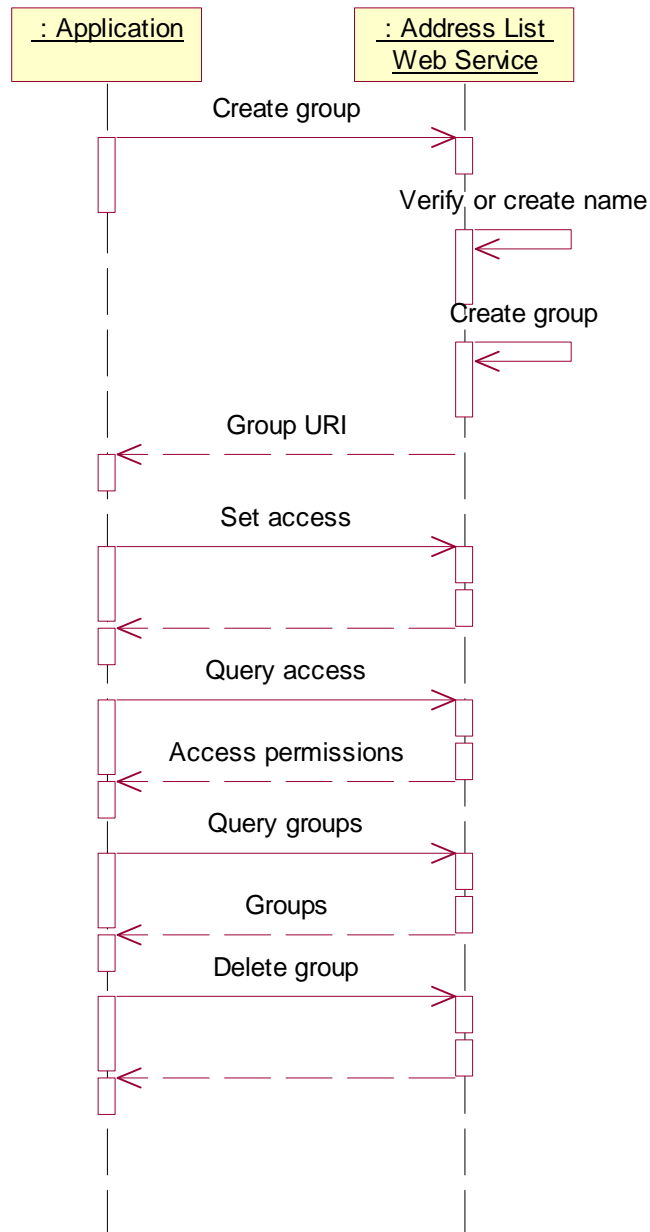 : Application
: Address List
Web Service
Create group
Verify or create name
Create group
Group URI
Set access
Query access
Access permissions
Query groups
Groups
Delete group